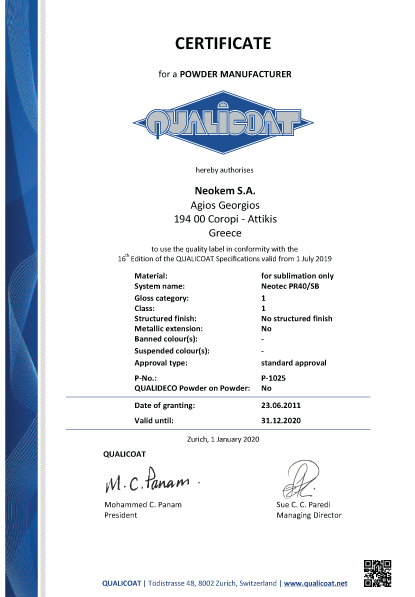 CERTIFICATE
for a POWDER MANUFACTURER
QUALICOAT
hereby authorises
Neokem S.A.
Agios Georgios
194 00 Coropi - Attikis
Greece
to use the quality label in conformity with the
16th Edition of the QUALICOAT Specifications valid from 1 July 2019
Material: for sublimation only
System name: Neotec PR40/SB
Gloss category: 1
Class: 1
Structured finish: No structured finish
Metallic extension: No
Banned colour(s): -
Suspended colour(s): -
Approval type: standard approval
P-No.: P-1025
QUALIDECO Powder on Powder: No
Date of granting: 23.06.2011
Valid until: 31.12.2020
Zurich, 1 January 2020
QUALICOAT
M.C. Panam.
Mohammed C. Panam Sue C. C. Paredi
President Managing Director
QUALICOAT | Tödistrasse 48, 8002 Zurich, Switzerland | www.qualicoat.net